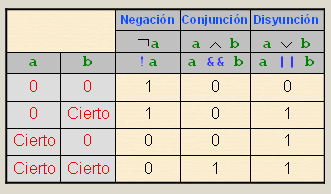 Negación Conjunción Disyunción
¬a a ∧ b a ∨ b
a b !a a && b a || b
0 0 1 0 0
0 Cierto 1 0 1
Cierto 0 0 0 1
Cierto Cierto 0 1 1